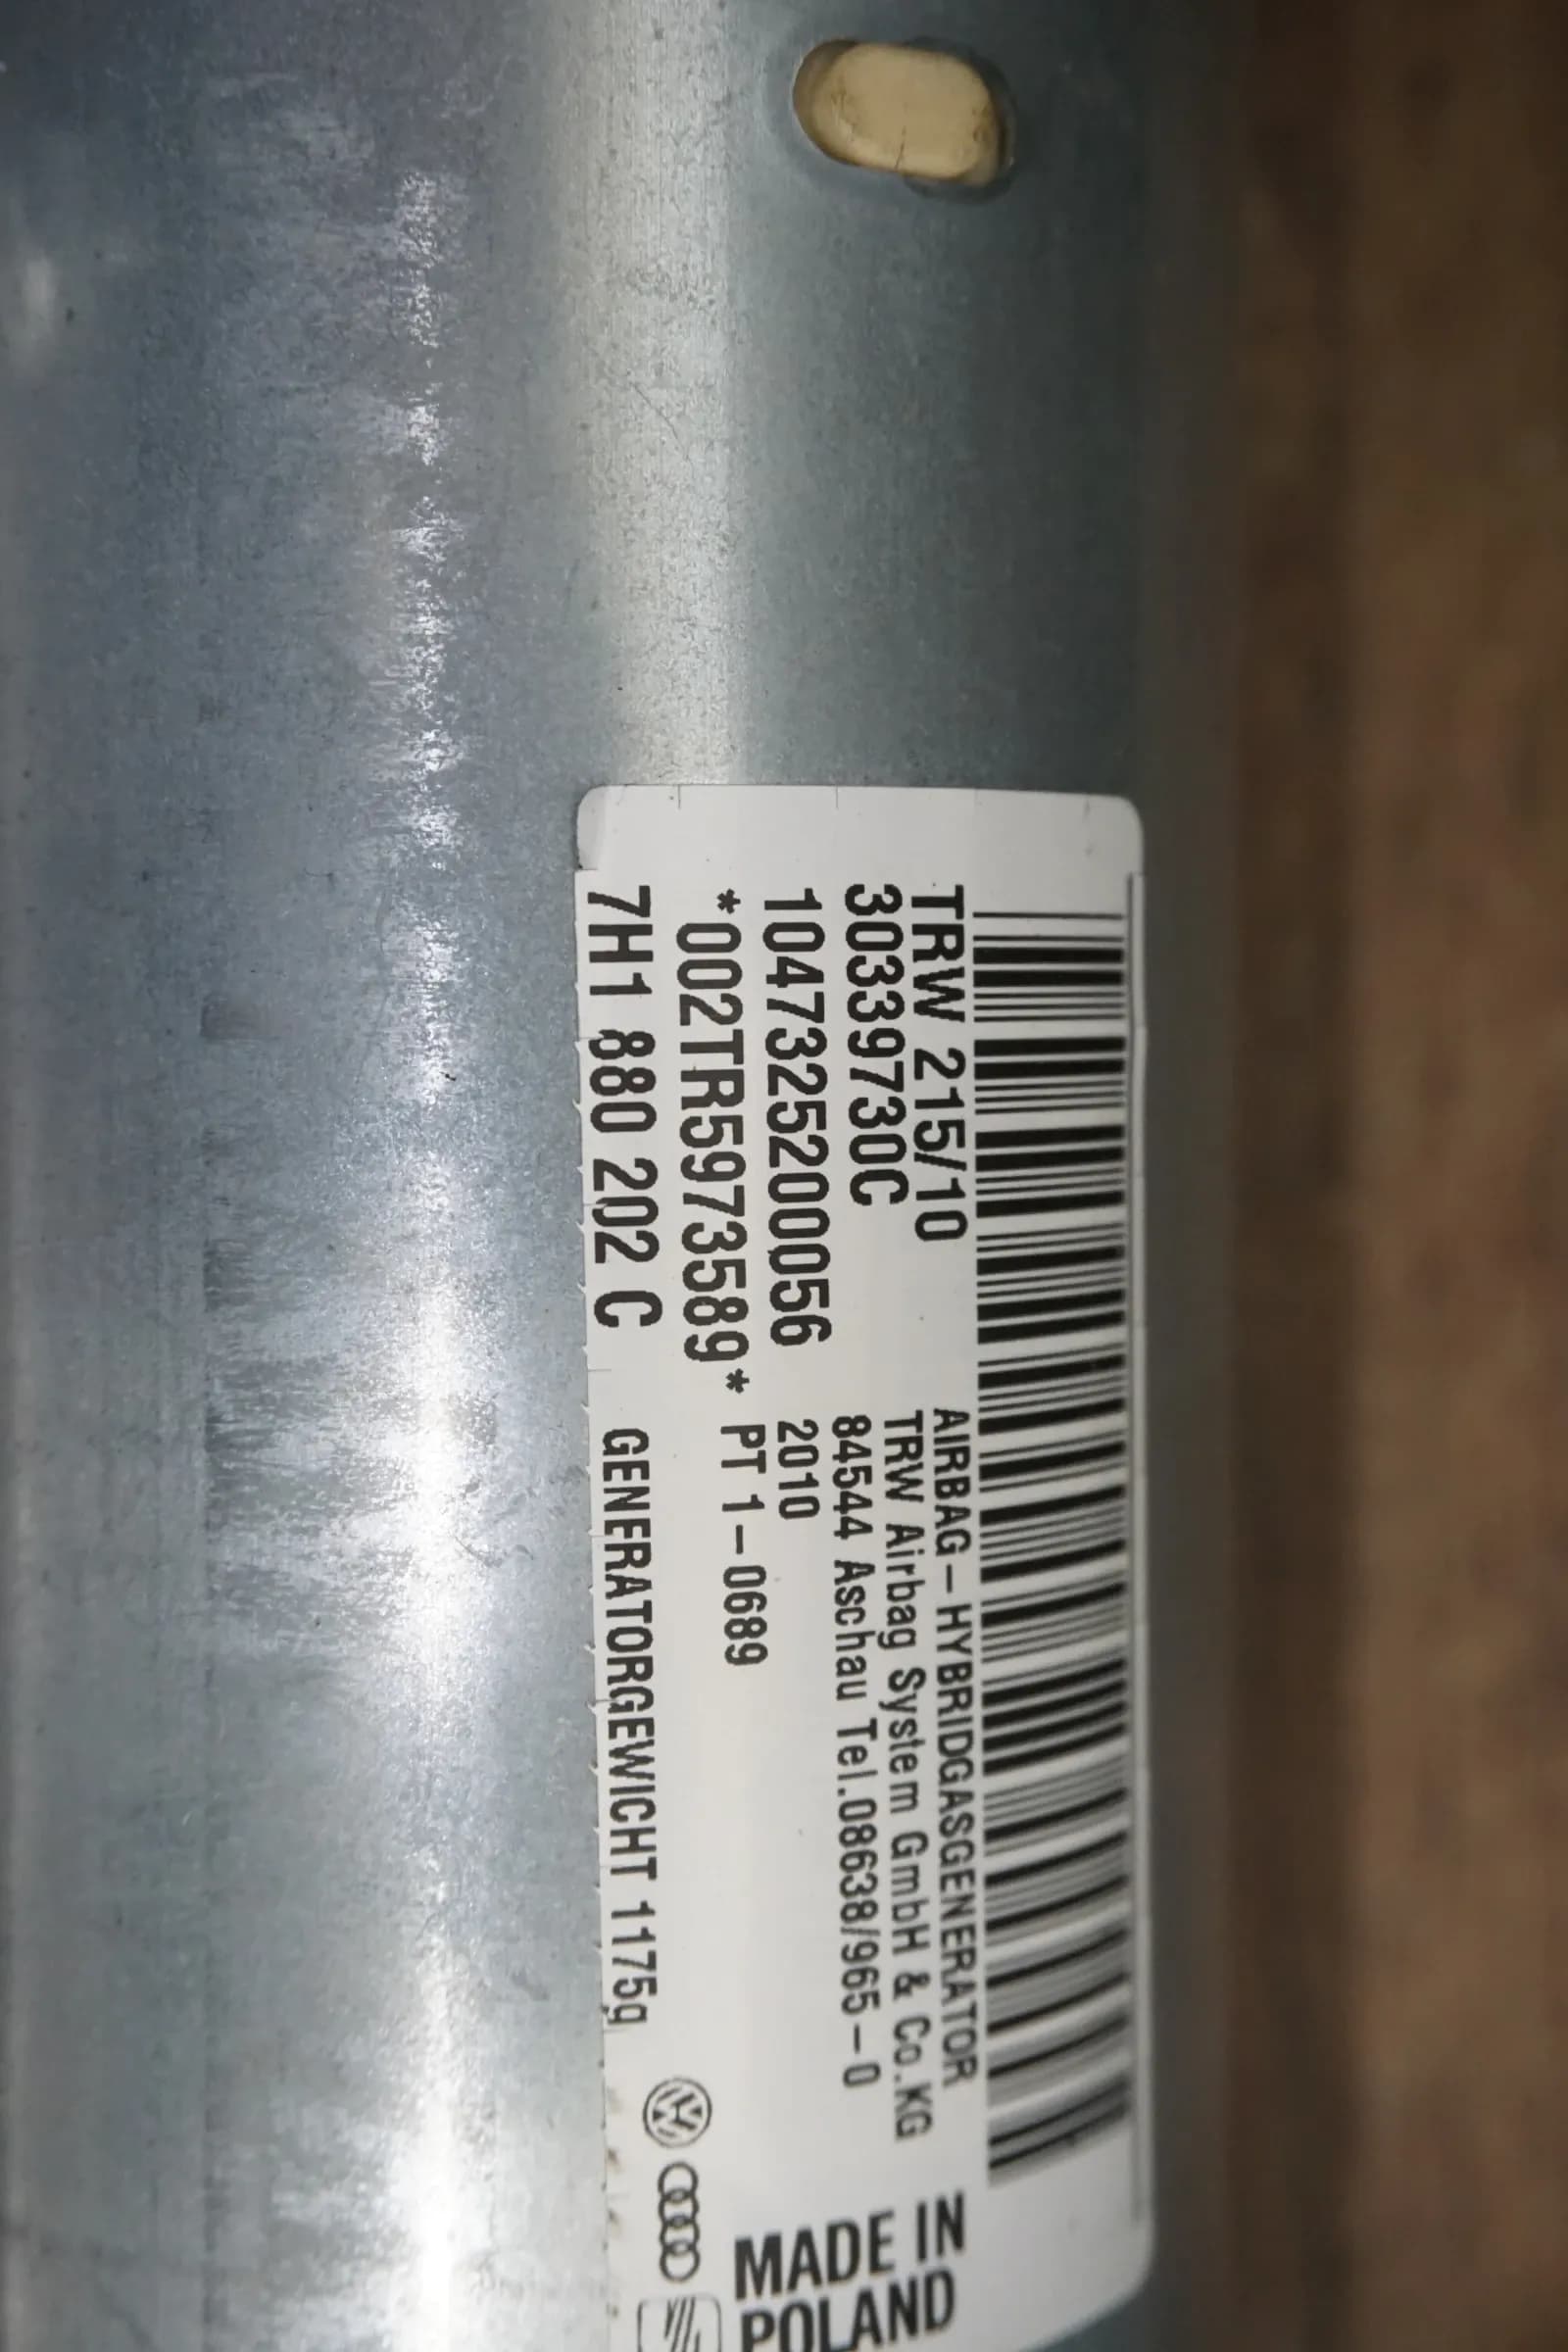 TRW 215/10
30339730C
1047325200056
*002TR5973589*
7H1 880 202 C
AIRBAG-HYBRIDGASGENERATOR
TRW Airbag System GmbH & Co.KG
84544 Aschau Tel.08638/965-0
2010
PT 1-0689
GENERATORGEWICHT 1175g
MADE IN
POLAND